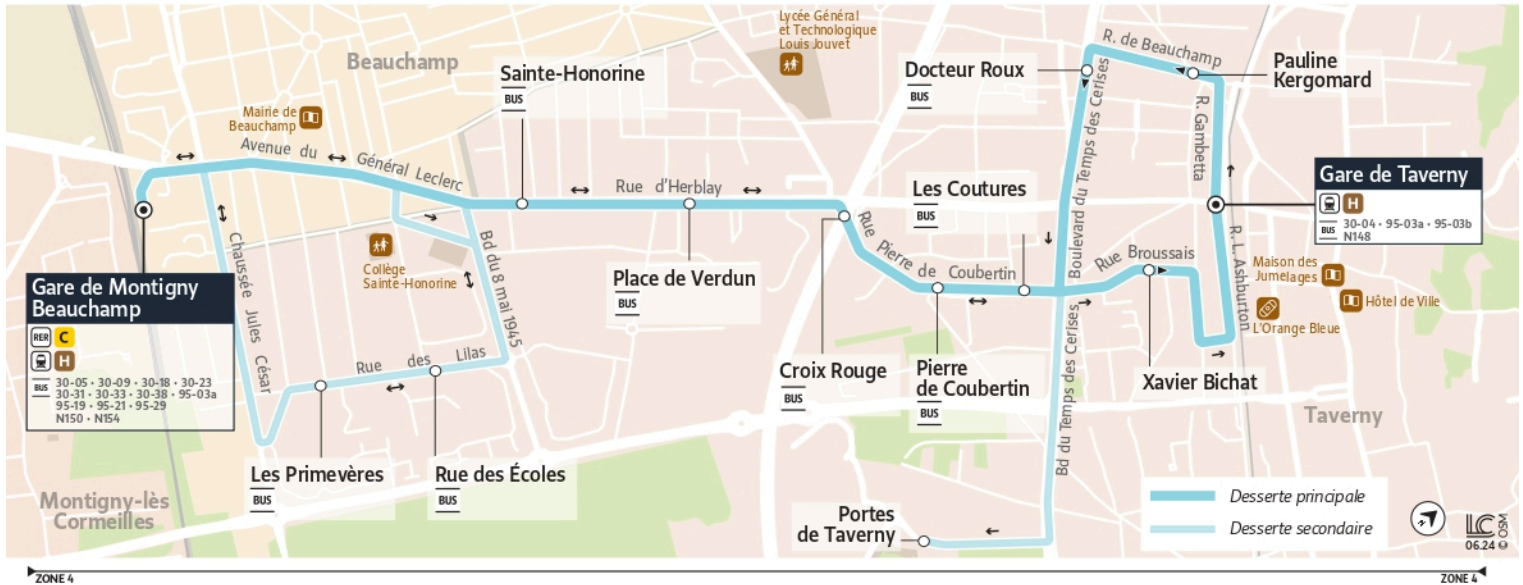 Lycée Général
et Technologique
Louis Jouvet
Beauchamp
Sainte-Honorine
BUS
Docteur Roux
BUS
R. de Beauchamp
Pauline
Kergomard
Mairie de
Beauchamp
Avenue du Général Leclerc
R. Gambetta
Boulevard du Temps des Cerises
Rue d'Herblay
Les Coutures
BUS
Gare de Taverny
H
BUS 30-04 • 95-03a • 95-03b
N148
Chaussée Jules César
Collège
Sainte-Honorine
Bd du 8 mai 1945
Place de Verdun
BUS
Rue Pierre de Coubertin
Rue Broussais
R. L. Ashburton
Maison des
Jumelages
Hôtel de Ville
L'Orange Bleue
Gare de Montigny
Beauchamp
RER C
H
BUS 30-05 • 30-09 • 30-18 • 30-23
30-31 • 30-33 • 30-38 • 95-03a
95-19 • 95-21 • 95-29
N150 • N154
Rue des Lilas
Croix Rouge
BUS
Pierre
de Coubertin
BUS
Bd du Temps des Cerises
Xavier Bichat
Taverny
Les Primevères
BUS
Rue des Écoles
BUS
Montigny-lès
Cormeilles
Portes
de Taverny
Desserte principale
Desserte secondaire
LC
06.24
© OSM
ZONE 4
ZONE 4